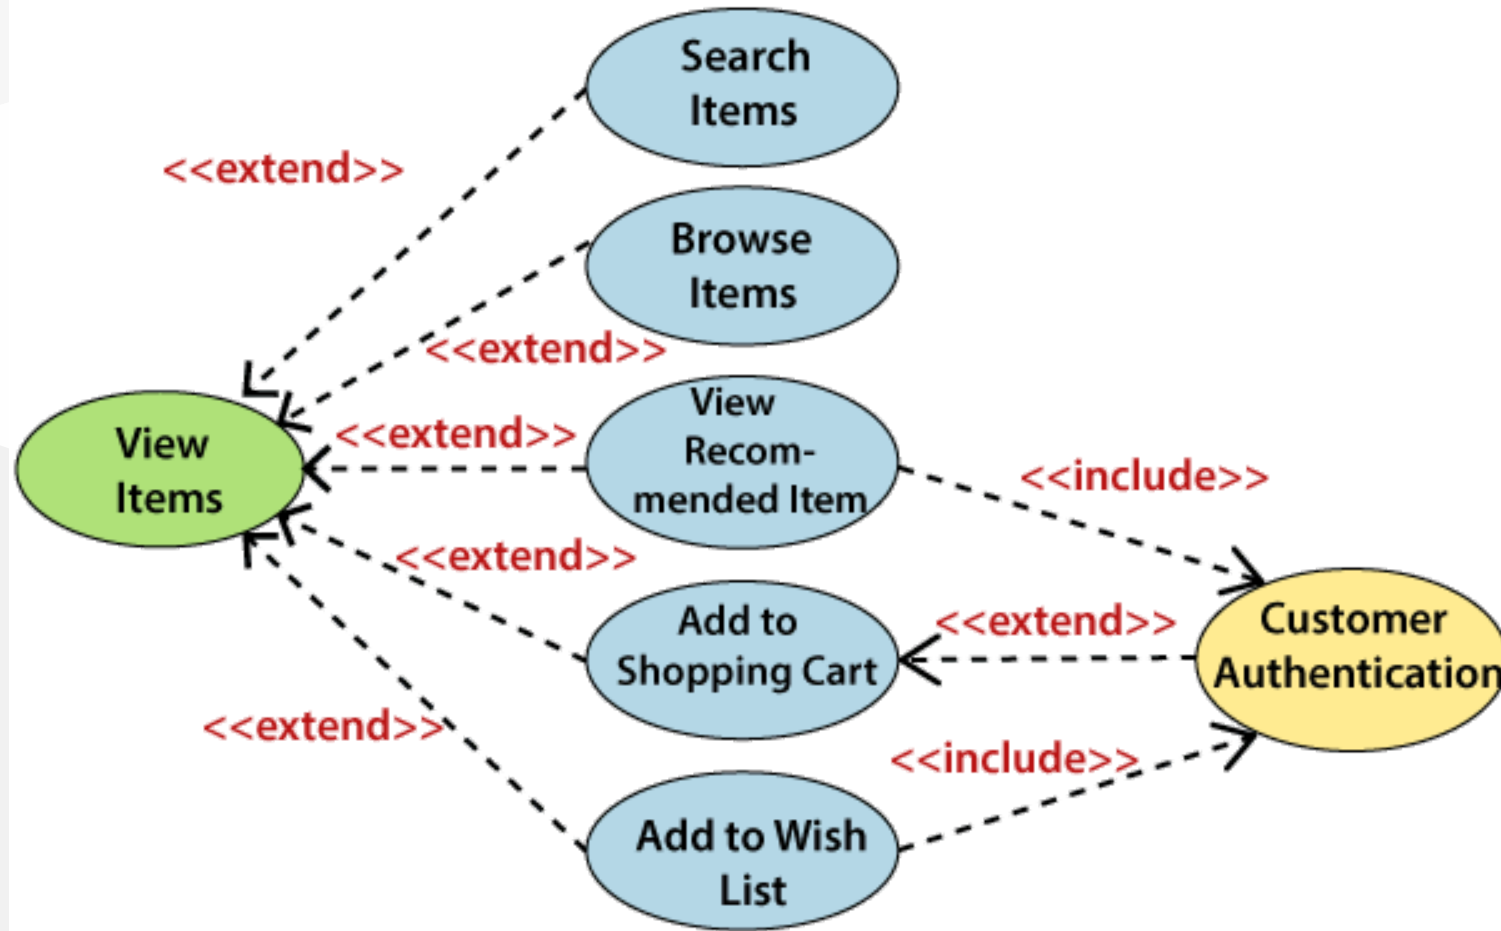 Search
Items
<<extend>>
Browse
Items
<<extend>>
View
Recom-
mended Item
<<extend>>
<<include>>
View
Items
<<extend>>
Add to
Shopping Cart
<<extend>>
Customer
Authentication
<<extend>>
<<include>>
Add to Wish
List